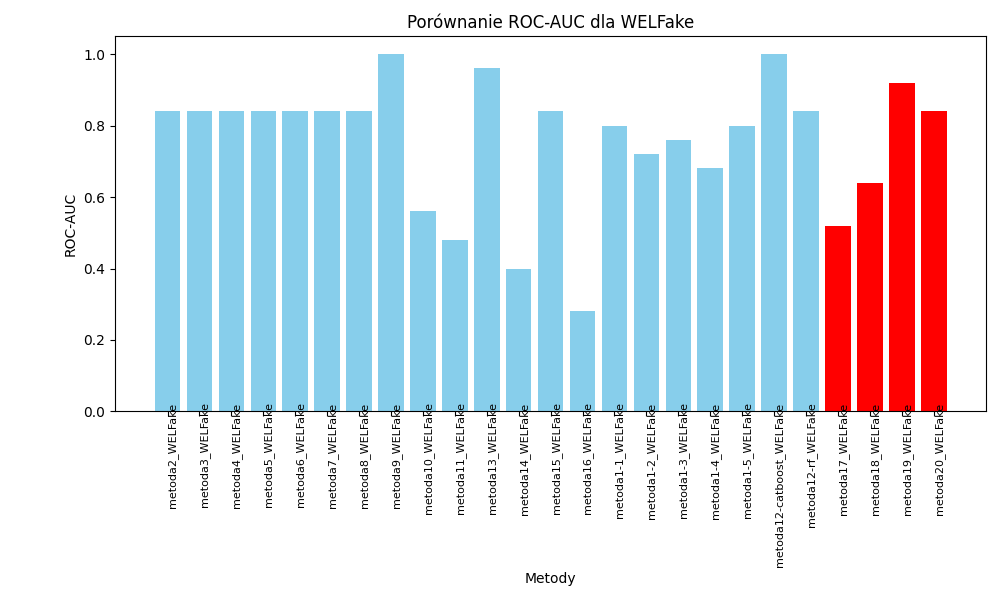 Porównanie ROC-AUC dla WELFake
ROC-AUC
1.0
0.8
0.6
0.4
0.2
0.0
metoda2_WELFake
metoda3_WELFake
metoda4_WELFake
metoda5_WELFake
metoda6_WELFake
metoda7_WELFake
metoda8_WELFake
metoda9_WELFake
metoda10_WELFake
metoda11_WELFake
metoda13_WELFake
metoda14_WELFake
metoda15_WELFake
metoda16_WELFake
metoda1-1_WELFake
metoda1-2_WELFake
metoda1-3_WELFake
metoda1-4_WELFake
metoda1-5_WELFake
metoda12-catboost_WELFake
metoda12-rf_WELFake
metoda17_WELFake
metoda18_WELFake
metoda19_WELFake
metoda20_WELFake
Metody